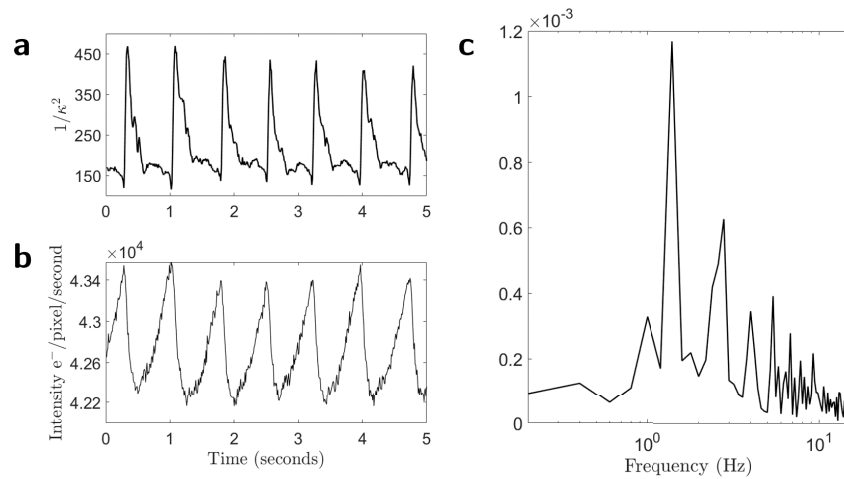 a
450
350
250
150
1/κ²
0 1 2 3 4 5
b
×10⁴
4.34
4.3
4.26
4.22
Intensity e⁻/pixel/second
0 1 2 3 4 5
Time (seconds)
c
×10⁻³
1.2
1
0.8
0.6
0.4
0.2
0
10⁰ 10¹
Frequency (Hz)